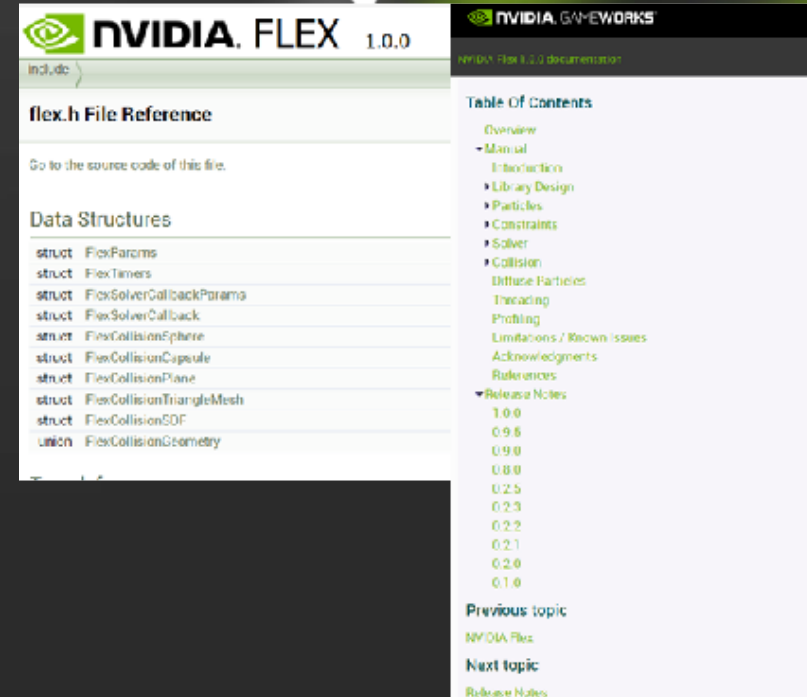 NVIDIA. FLEX 1.0.0
include
flex.h File Reference
Go to the source code of this file.
Data Structures
struct FlexParams
struct FlexTimers
struct FlexSolverCallbackParams
struct FlexSolverCallback
struct FlexCollisionSphere
struct FlexCollisionCapsule
struct FlexCollisionPlane
struct FlexCollisionTriangleMesh
struct FlexCollisionSDF
union FlexCollisionGeometry
NVIDIA. GAMEWORKS
NVIDIA Flex 1.0.0 documentation
Table Of Contents
Overview
Manual
Introduction
Library Design
Particles
Constraints
Solver
Collision
Diffuse Particles
Threading
Profiling
Limitations / Known Issues
Acknowledgments
References
Release Notes
1.0.0
0.9.5
0.9.0
0.8.0
0.2.5
0.2.3
0.2.2
0.2.1
0.2.0
0.1.0
Previous topic
NVIDIA Flex
Next topic
Release Notes